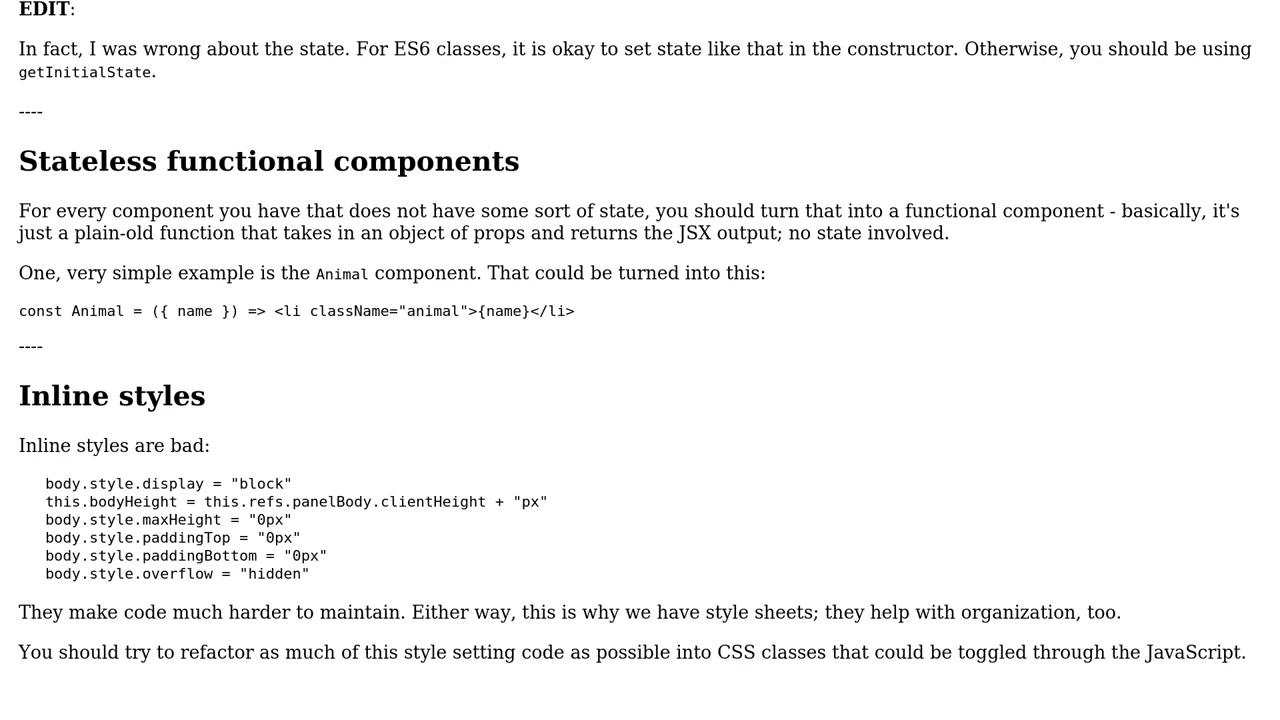 EDIT:
In fact, I was wrong about the state. For ES6 classes, it is okay to set state like that in the constructor. Otherwise, you should be using
getInitialState.
----
Stateless functional components
For every component you have that does not have some sort of state, you should turn that into a functional component - basically, it's
just a plain-old function that takes in an object of props and returns the JSX output; no state involved.
One, very simple example is the Animal component. That could be turned into this:
const Animal = ({ name }) => <li className="animal">{name}</li>
----
Inline styles
Inline styles are bad:
body.style.display = "block"
this.bodyHeight = this.refs.panelBody.clientHeight + "px"
body.style.maxHeight = "0px"
body.style.paddingTop = "0px"
body.style.paddingBottom = "0px"
body.style.overflow = "hidden"
They make code much harder to maintain. Either way, this is why we have style sheets; they help with organization, too.
You should try to refactor as much of this style setting code as possible into CSS classes that could be toggled through the JavaScript.